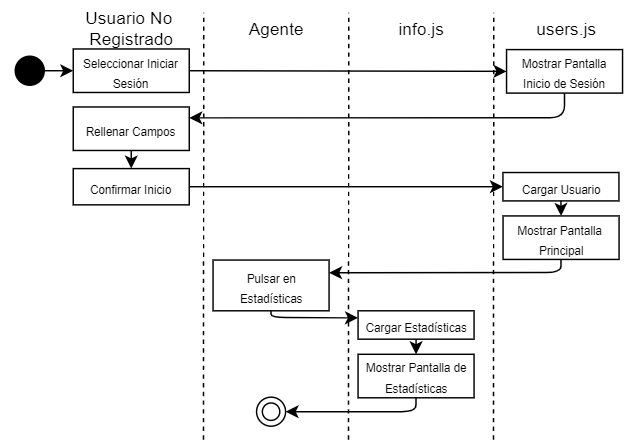 Usuario No
Registrado
Agente
info.js
users.js
Seleccionar Iniciar
Sesión
Mostrar Pantalla
Inicio de Sesión
Rellenar Campos
Confirmar Inicio
Cargar Usuario
Mostrar Pantalla
Principal
Pulsar en
Estadísticas
Cargar Estadísticas
Mostrar Pantalla de
Estadísticas